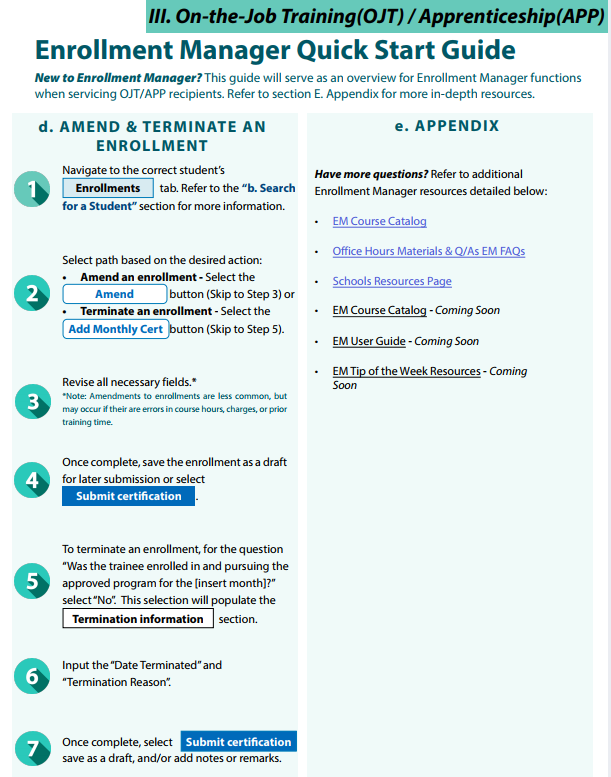 III. On-the-Job Training(OJT) / Apprenticeship(APP)
Enrollment Manager Quick Start Guide
New to Enrollment Manager? This guide will serve as an overview for Enrollment Manager functions
when servicing OJT/APP recipients. Refer to section E. Appendix for more in-depth resources.
d. AMEND & TERMINATE AN
ENROLLMENT
1
Navigate to the correct student's
Enrollments tab. Refer to the "b. Search
for a Student" section for more information.
2
Select path based on the desired action:
• Amend an enrollment - Select the
Amend button (Skip to Step 3) or
• Terminate an enrollment - Select the
Add Monthly Cert button (Skip to Step 5).
3
Revise all necessary fields.*
*Note: Amendments to enrollments are less common, but
may occur if their are errors in course hours, charges, or prior
training time.
4
Once complete, save the enrollment as a draft
for later submission or select
Submit certification .
5
To terminate an enrollment, for the question
"Was the trainee enrolled in and pursuing the
approved program for the [insert month]?"
select "No". This selection will populate the
Termination information section.
6
Input the "Date Terminated" and
"Termination Reason".
7
Once complete, select Submit certification
save as a draft, and/or add notes or remarks.
e. APPENDIX
Have more questions? Refer to additional
Enrollment Manager resources detailed below:
• EM Course Catalog
• Office Hours Materials & Q/As EM FAQs
• Schools Resources Page
• EM Course Catalog - Coming Soon
• EM User Guide - Coming Soon
• EM Tip of the Week Resources - Coming
Soon